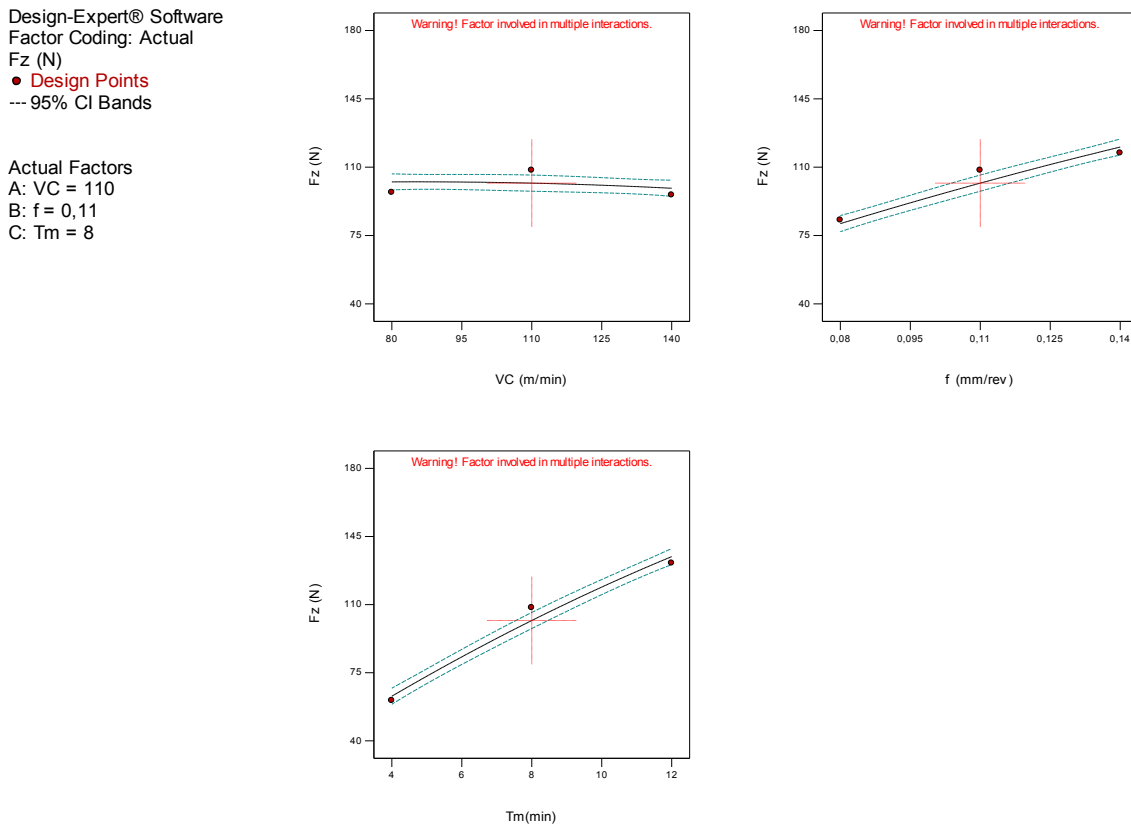 Design-Expert® Software
Factor Coding: Actual
Fz (N)
Design Points
--- 95% CI Bands
Actual Factors
A: VC = 110
B: f = 0,11
C: Tm = 8
Warning! Factor involved in multiple interactions.
180
145
110
75
40
Fz (N)
80 95 110 125 140
VC (m/min)
Warning! Factor involved in multiple interactions.
180
145
110
75
40
Fz (N)
0,08 0,095 0,11 0,125 0,14
f (mm/rev)
Warning! Factor involved in multiple interactions.
180
145
110
75
40
Fz (N)
4 6 8 10 12
Tm(min)